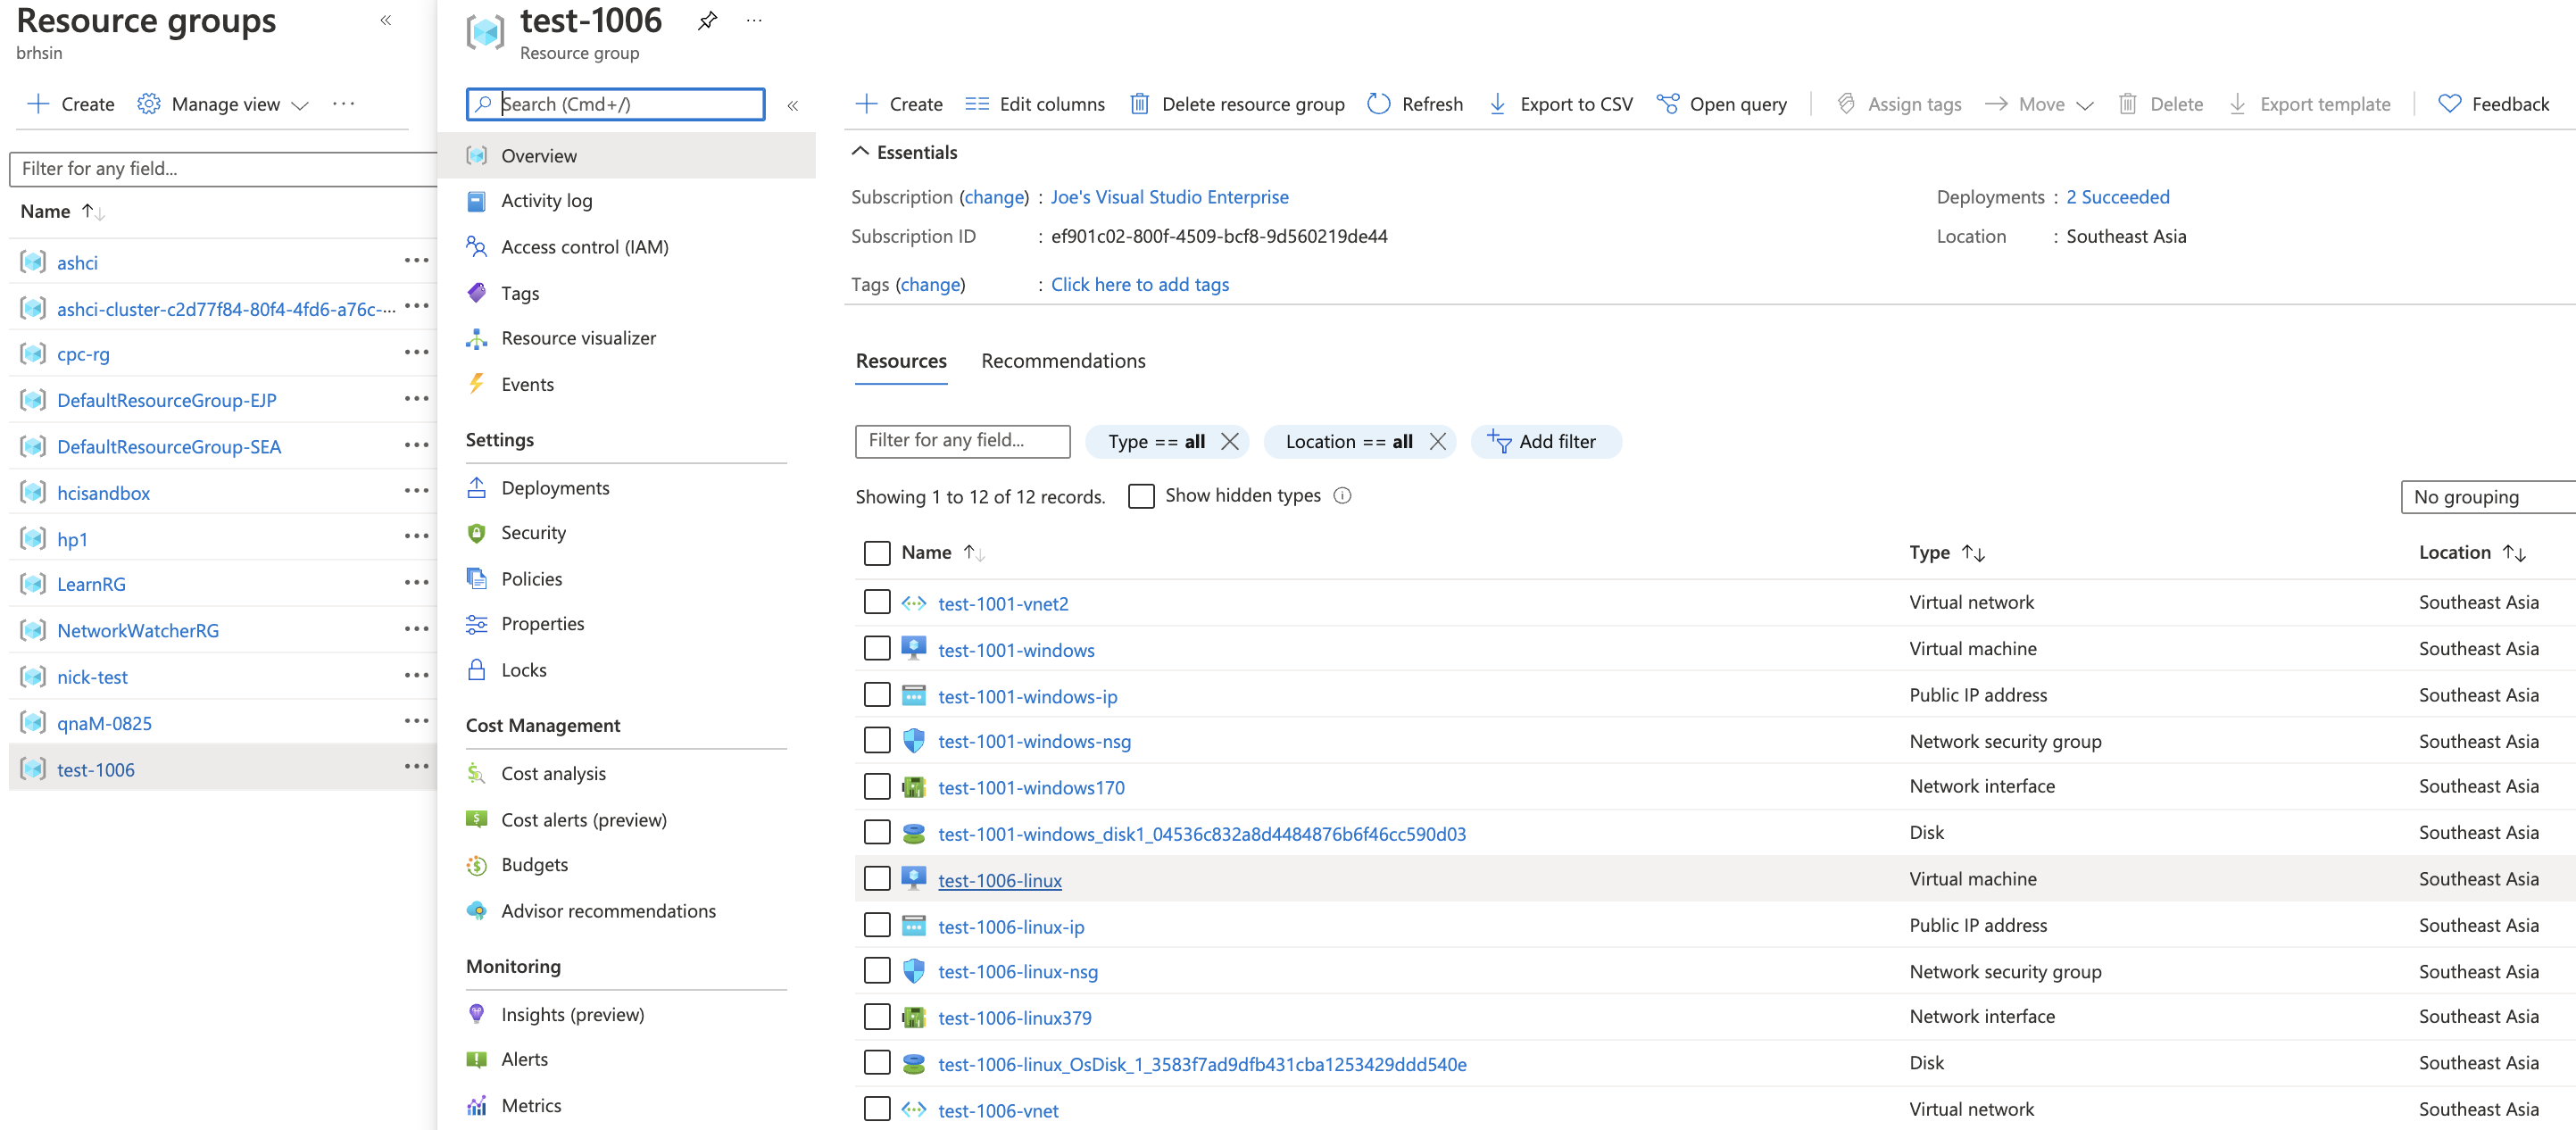 Resource groups
brhsin
Create
Manage view
Filter for any field...
Name
ashci
ashci-cluster-c2d77f84-80f4-4fd6-a76c-...
cpc-rg
DefaultResourceGroup-EJP
DefaultResourceGroup-SEA
hcisandbox
hp1
LearnRG
NetworkWatcherRG
nick-test
qnaM-0825
test-1006
test-1006
Resource group
Search (Cmd+/)
Overview
Activity log
Access control (IAM)
Tags
Resource visualizer
Events
Settings
Deployments
Security
Policies
Properties
Locks
Cost Management
Cost analysis
Cost alerts (preview)
Budgets
Advisor recommendations
Monitoring
Insights (preview)
Alerts
Metrics
Create Edit columns Delete resource group Refresh Export to CSV Open query Assign tags Move Delete Export template Feedback
Essentials
Subscription (change) : Joe's Visual Studio Enterprise Deployments : 2 Succeeded
Subscription ID : ef901c02-800f-4509-bcf8-9d560219de44 Location : Southeast Asia
Tags (change) : Click here to add tags
Resources Recommendations
Filter for any field... Type == all Location == all Add filter
Showing 1 to 12 of 12 records. Show hidden types No grouping
Name Type Location
test-1001-vnet2 Virtual network Southeast Asia
test-1001-windows Virtual machine Southeast Asia
test-1001-windows-ip Public IP address Southeast Asia
test-1001-windows-nsg Network security group Southeast Asia
test-1001-windows170 Network interface Southeast Asia
test-1001-windows_disk1_04536c832a8d4484876b6f46cc590d03 Disk Southeast Asia
test-1006-linux Virtual machine Southeast Asia
test-1006-linux-ip Public IP address Southeast Asia
test-1006-linux-nsg Network security group Southeast Asia
test-1006-linux379 Network interface Southeast Asia
test-1006-linux_OsDisk_1_3583f7ad9dfb431cba1253429ddd540e Disk Southeast Asia
test-1006-vnet Virtual network Southeast Asia